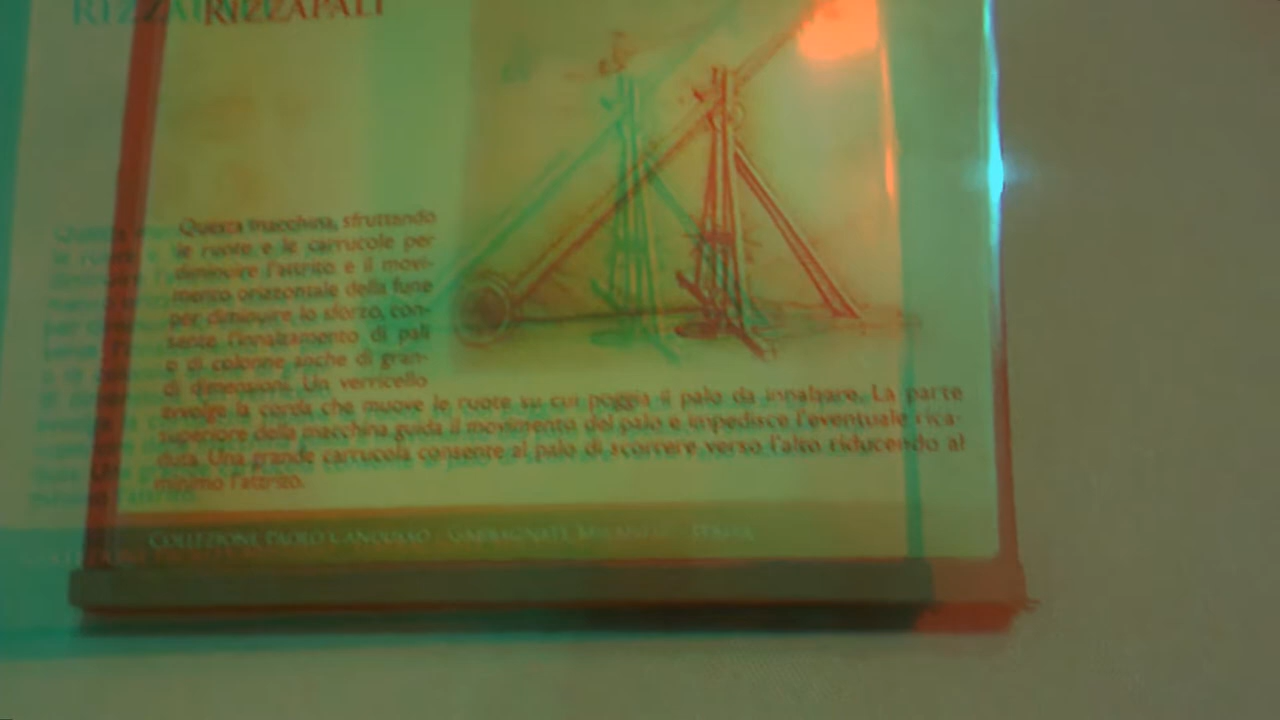 RIZZAPALI
Questa macchina, sfruttando
le ruote e le carrucole per
diminuire l'attrito e il movi-
mento orizzontale della fune
per diminuire lo sforzo, con-
sente l'innalzamento di pali
o di colonne anche di gran-
di dimensioni. Un verricello
avvolge la corda che muove le ruote su cui poggia il palo da innalzare. La parte
superiore della macchina guida il movimento del palo e impedisce l'eventuale rica-
duta. Una grande carrucola consente al palo di scorrere verso l'alto riducendo al
minimo l'attrito.
COLLEZIONE PAOLO CANDUSSO